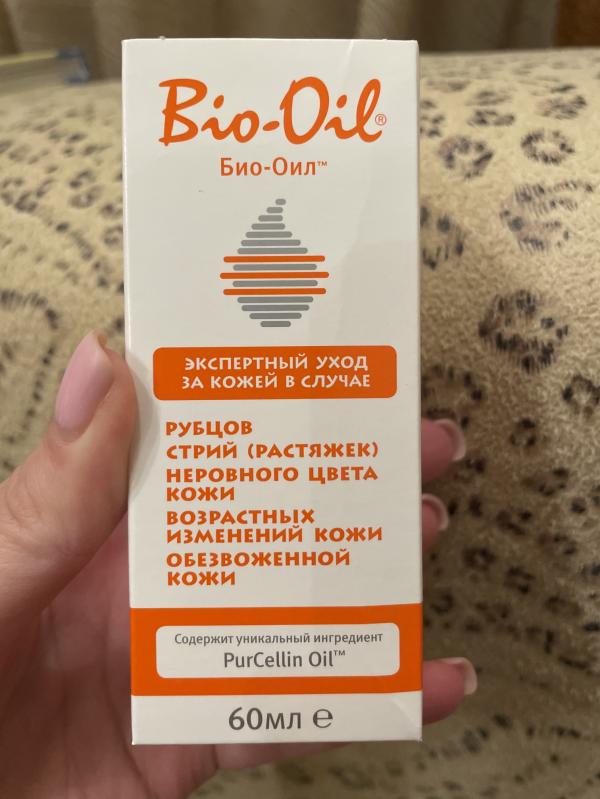 Bio-Oil®
Био-Оил™
ЭКСПЕРТНЫЙ УХОД
ЗА КОЖЕЙ В СЛУЧАЕ
РУБЦОВ
СТРИЙ (РАСТЯЖЕК)
НЕРОВНОГО ЦВЕТА
КОЖИ
ВОЗРАСТНЫХ
ИЗМЕНЕНИЙ КОЖИ
ОБЕЗВОЖЕННОЙ
КОЖИ
Содержит уникальный ингредиент
PurCellin Oil™
60мл ℮